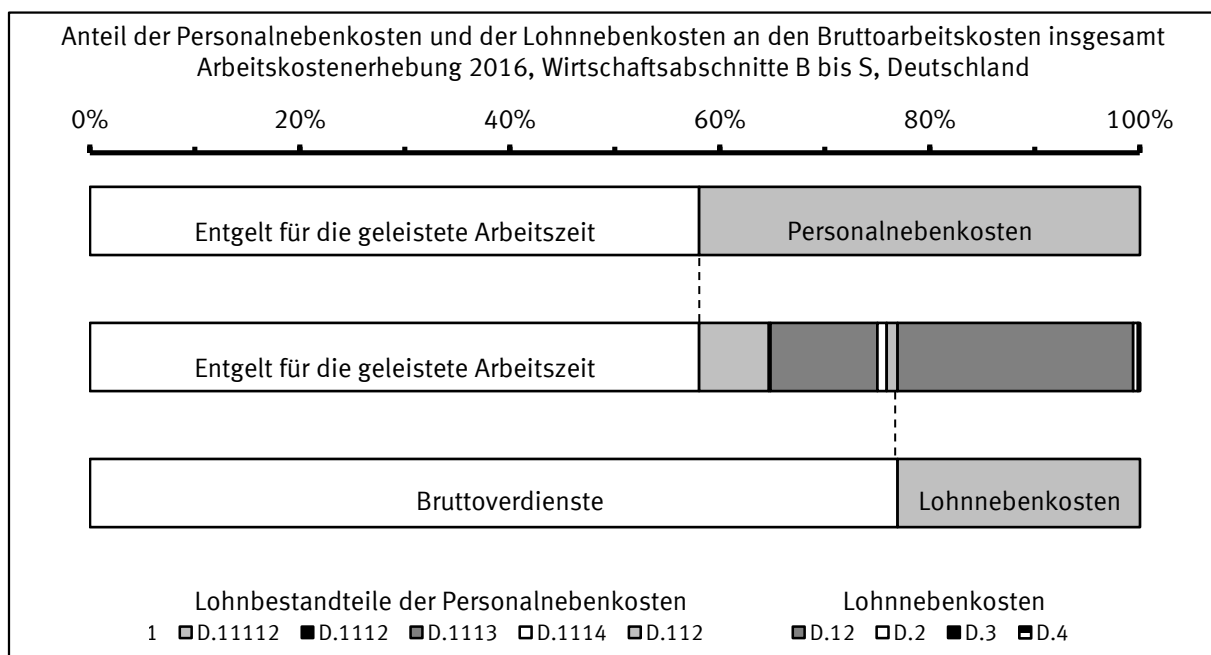 Anteil der Personalnebenkosten und der Lohnnebenkosten an den Bruttoarbeitskosten insgesamt
Arbeitskostenerhebung 2016, Wirtschaftsabschnitte B bis S, Deutschland
0% 20% 40% 60% 80% 100%
Entgelt für die geleistete Arbeitszeit Personalnebenkosten
Entgelt für die geleistete Arbeitszeit
Bruttoverdienste Lohnnebenkosten
Lohnbestandteile der Personalnebenkosten Lohnnebenkosten
1 D.11112 D.1112 D.1113 D.1114 D.112 D.12 D.2 D.3 D.4